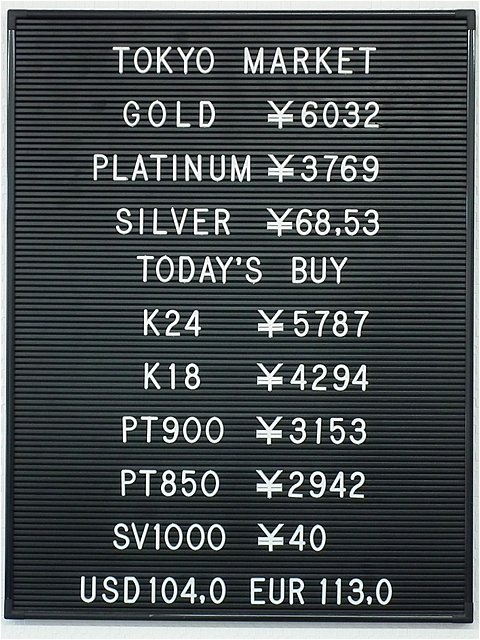 TOKYO MARKET
GOLD ¥6032
PLATINUM ¥3769
SILVER ¥68,53
TODAY'S BUY
K24 ¥5787
K18 ¥4294
PT900 ¥3153
PT850 ¥2942
SV1000 ¥40
USD104,0 EUR 113,0